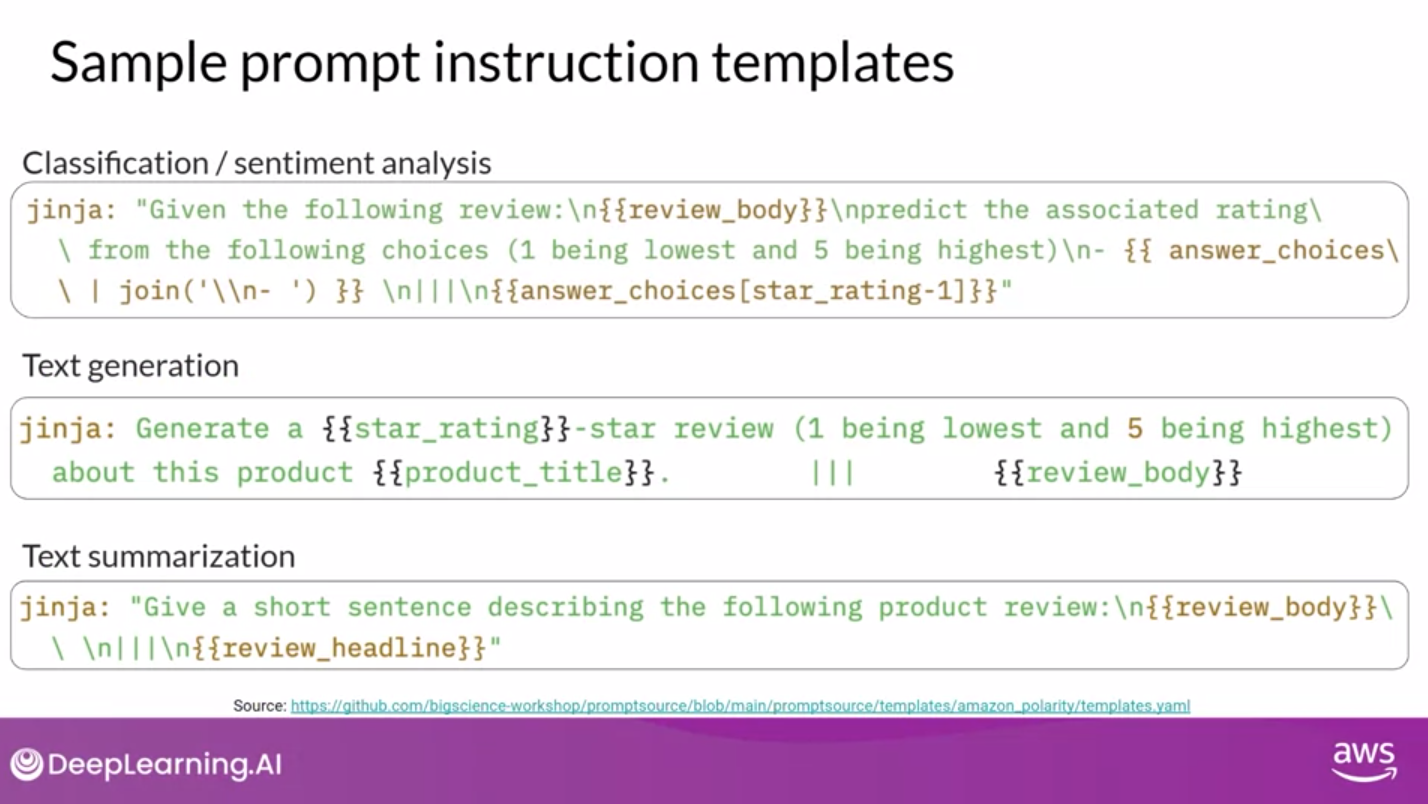 Sample prompt instruction templates
Classification / sentiment analysis
jinja: "Given the following review:\n{{review_body}}\npredict the associated rating\
\ from the following choices (1 being lowest and 5 being highest)\n- {{ answer_choices\
\ | join('\\n- ') }} \n|||\n{{answer_choices[star_rating-1]}}"
Text generation
jinja: Generate a {{star_rating}}-star review (1 being lowest and 5 being highest)
about this product {{product_title}}. ||| {{review_body}}
Text summarization
jinja: "Give a short sentence describing the following product review:\n{{review_body}}\
\ \n|||\n{{review_headline}}"
Source: https://github.com/bigscience-workshop/promptsource/blob/main/promptsource/templates/amazon_polarity/templates.yaml
DeepLearning.AI
aws